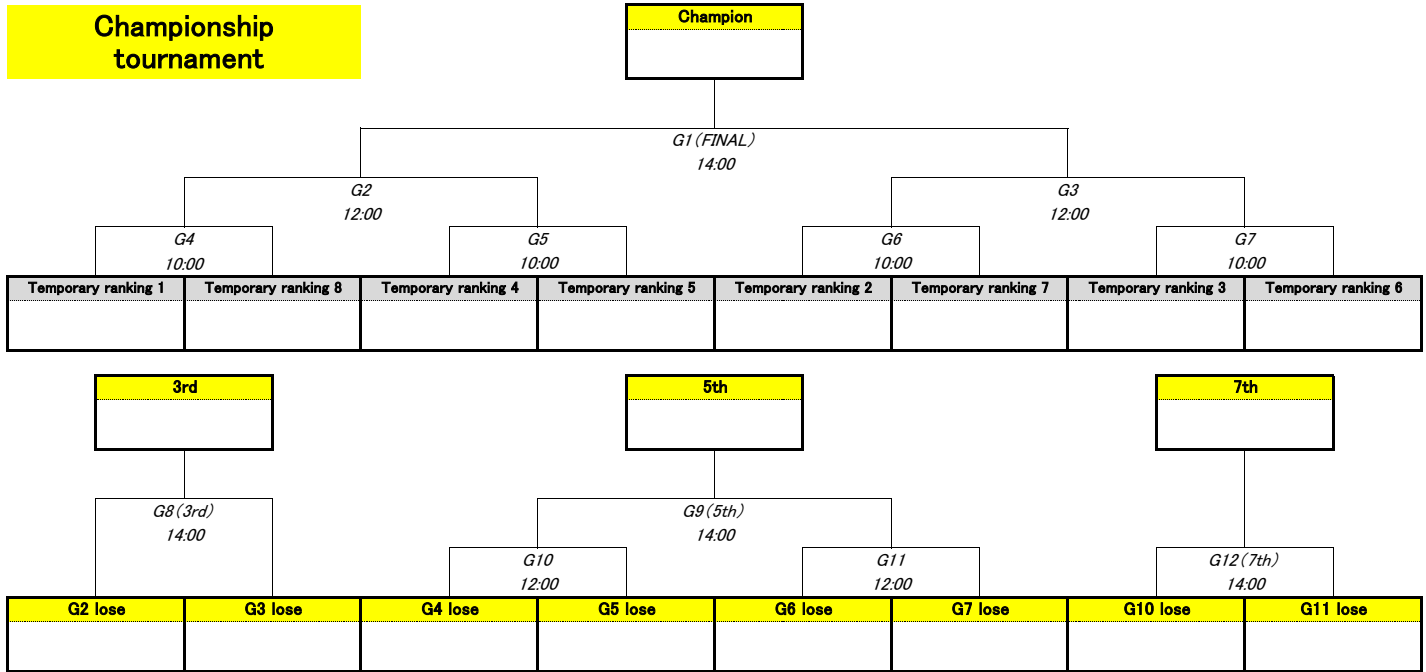 Championship
tournament
Champion
G1(FINAL)
14:00
G2
12:00
G3
12:00
G4
10:00
G5
10:00
G6
10:00
G7
10:00
Temporary ranking 1
Temporary ranking 8
Temporary ranking 4
Temporary ranking 5
Temporary ranking 2
Temporary ranking 7
Temporary ranking 3
Temporary ranking 6
3rd
5th
7th
G8(3rd)
14:00
G9(5th)
14:00
G10
12:00
G11
12:00
G12(7th)
14:00
G2 lose
G3 lose
G4 lose
G5 lose
G6 lose
G7 lose
G10 lose
G11 lose